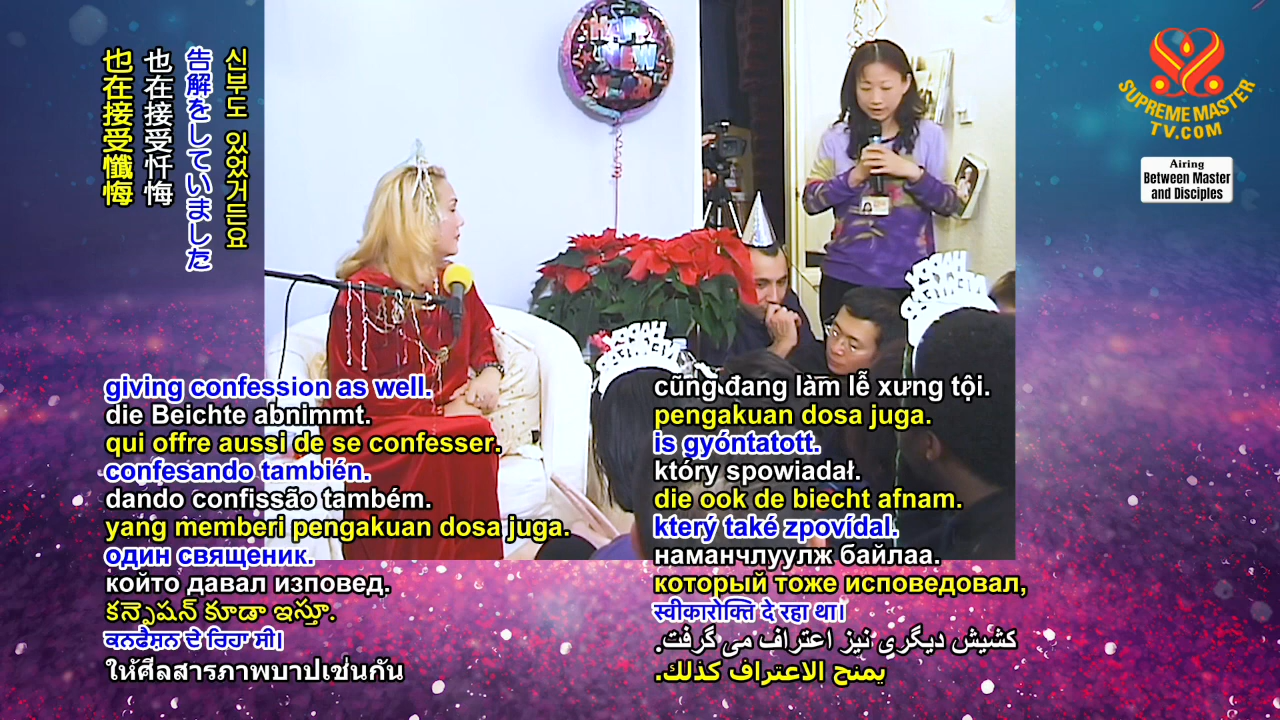 신부도 있었거든요
告解をしていました
也在接受忏悔
也在接受懺悔
SUPREME MASTER
TV.COM
Airing
Between Master
and Disciples
HAPPY
NEW
giving confession as well.
die Beichte abnimmt.
qui offre aussi de se confesser.
confesando también.
dando confissão também.
yang memberi pengakuan dosa juga.
один священик.
който давал изповед.
కన్ఫెషన్ కూడా ఇస్తూ.
ਕਨਫੈਸ਼ਨ ਦੇ ਰਿਹਾ ਸੀ।
ให้ศีลสารภาพบาปเช่นกัน
cũng đang làm lễ xưng tội.
pengakuan dosa juga.
is gyóntatott.
który spowiadał.
die ook de biecht afnam.
který také zpovídal.
наманчлуулж байлаа.
который тоже исповедовал,
स्वीकारोक्ति दे रहा था।
کشیش دیگری نیز اعتراف می گرفت.
يمنح الاعتراف كذلك.